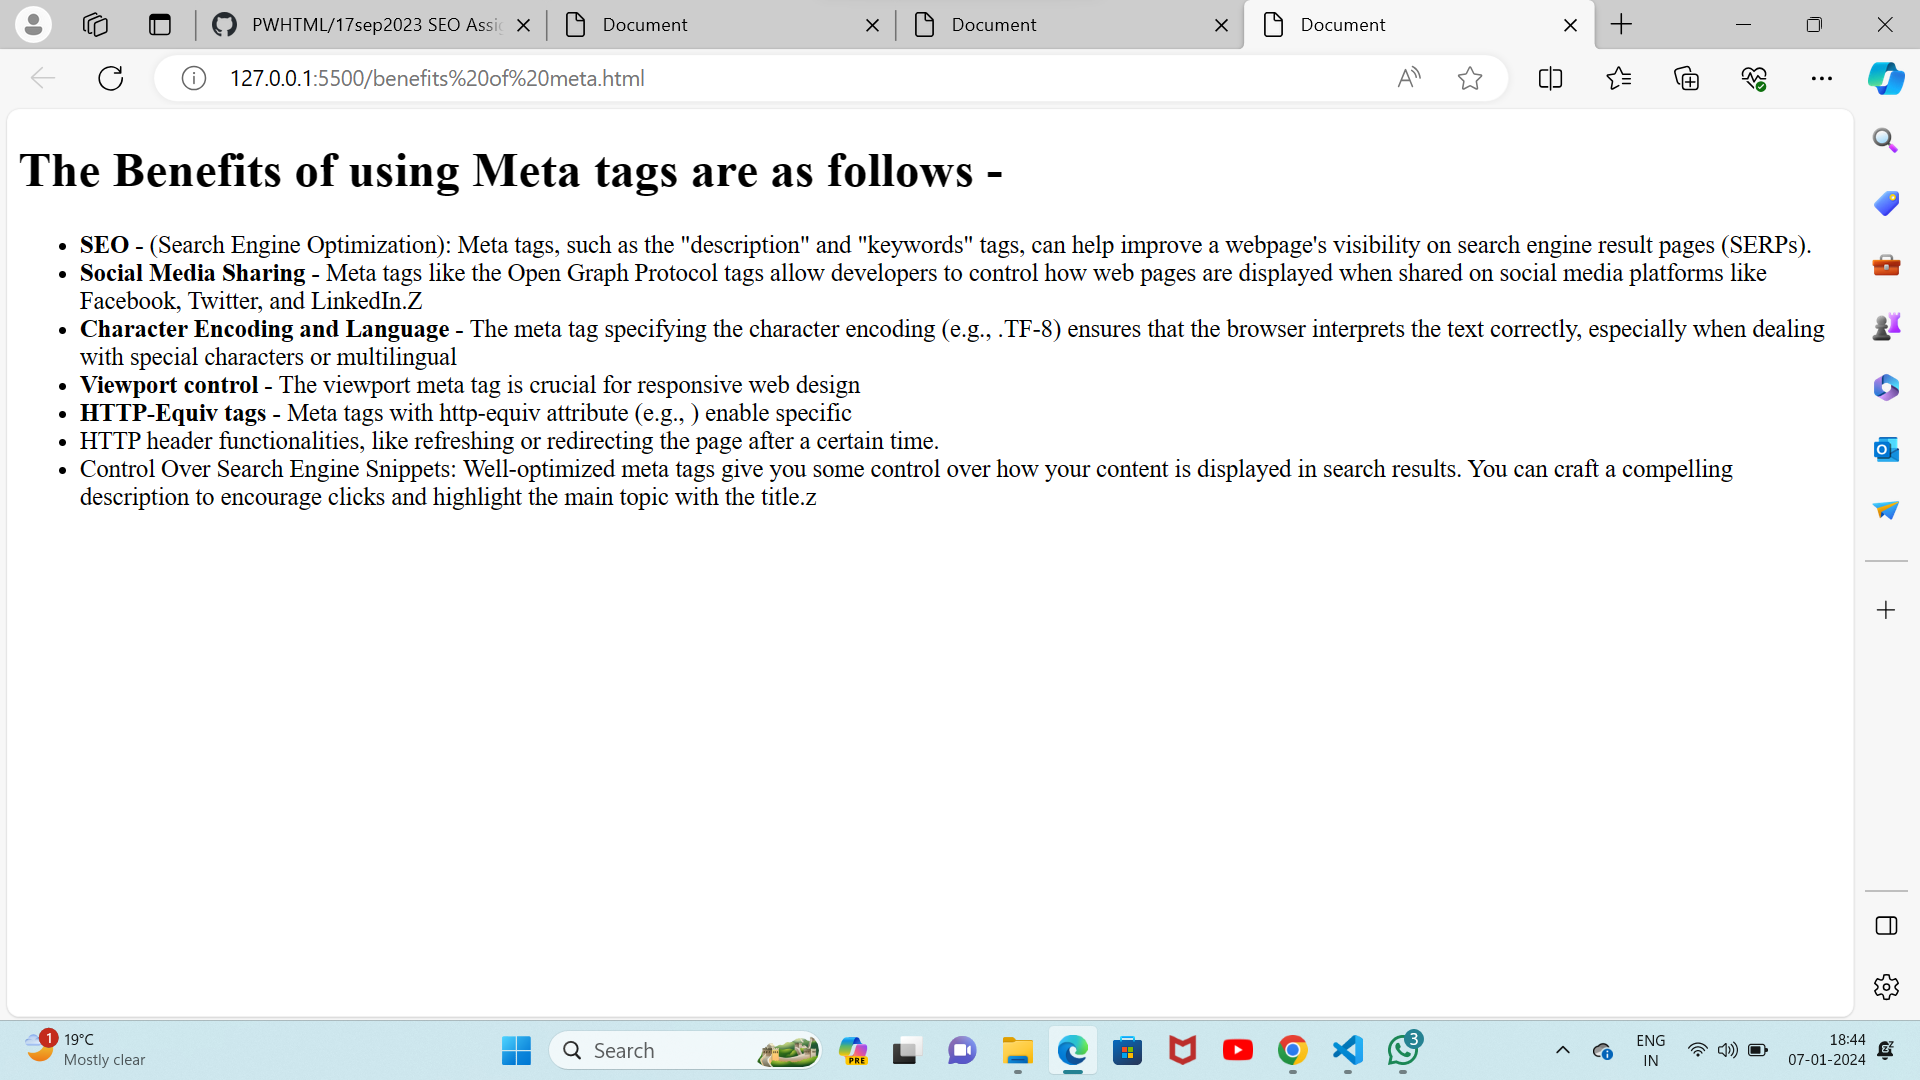 PWHTML/17sep2023 SEO Assi
Document
Document
Document
127.0.0.1:5500/benefits%20of%20meta.html
The Benefits of using Meta tags are as follows -
• SEO - (Search Engine Optimization): Meta tags, such as the "description" and "keywords" tags, can help improve a webpage's visibility on search engine result pages (SERPs).
• Social Media Sharing - Meta tags like the Open Graph Protocol tags allow developers to control how web pages are displayed when shared on social media platforms like
Facebook, Twitter, and LinkedIn.Z
• Character Encoding and Language - The meta tag specifying the character encoding (e.g., .TF-8) ensures that the browser interprets the text correctly, especially when dealing
with special characters or multilingual
• Viewport control - The viewport meta tag is crucial for responsive web design
• HTTP-Equiv tags - Meta tags with http-equiv attribute (e.g., ) enable specific
• HTTP header functionalities, like refreshing or redirecting the page after a certain time.
• Control Over Search Engine Snippets: Well-optimized meta tags give you some control over how your content is displayed in search results. You can craft a compelling
description to encourage clicks and highlight the main topic with the title.z
1
19°C
Mostly clear
Search
PRE
3
ENG
IN
18:44
07-01-2024